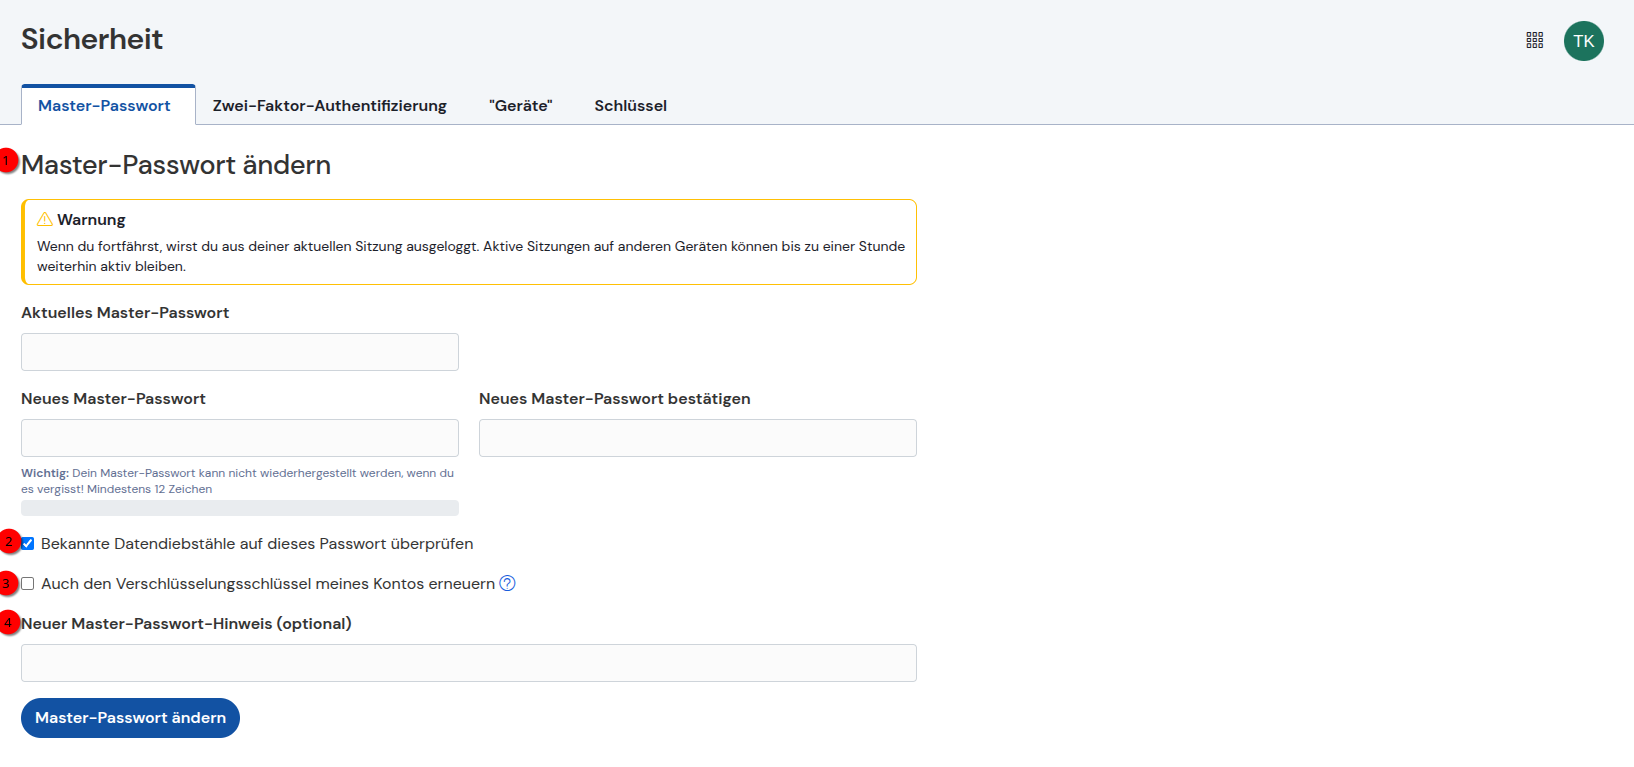 Sicherheit
TK
Master-Passwort
Zwei-Faktor-Authentifizierung
"Geräte"
Schlüssel
1
Master-Passwort ändern
Warnung
Wenn du fortfährst, wirst du aus deiner aktuellen Sitzung ausgeloggt. Aktive Sitzungen auf anderen Geräten können bis zu einer Stunde
weiterhin aktiv bleiben.
Aktuelles Master-Passwort
Neues Master-Passwort
Neues Master-Passwort bestätigen
Wichtig: Dein Master-Passwort kann nicht wiederhergestellt werden, wenn du
es vergisst! Mindestens 12 Zeichen
2
Bekannte Datendiebstähle auf dieses Passwort überprüfen
3
Auch den Verschlüsselungsschlüssel meines Kontos erneuern ?
4
Neuer Master-Passwort-Hinweis (optional)
Master-Passwort ändern